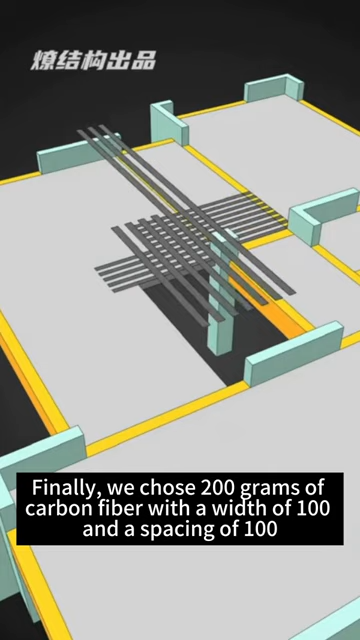 燎结构出品
Finally, we chose 200 grams of
carbon fiber with a width of 100
and a spacing of 100